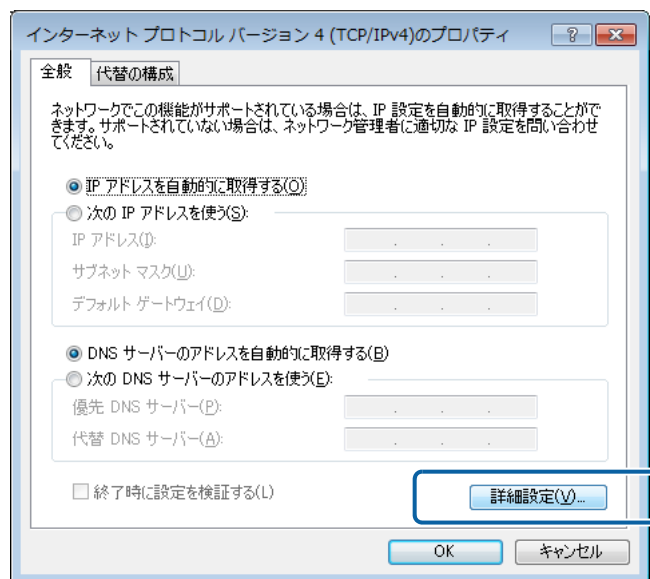 インターネット プロトコル バージョン 4 (TCP/IPv4)のプロパティ
全般 代替の構成
ネットワークでこの機能がサポートされている場合は、IP 設定を自動的に取得することがで
きます。サポートされていない場合は、ネットワーク管理者に適切な IP 設定を問い合わせ
てください。
IP アドレスを自動的に取得する(O)
次の IP アドレスを使う(S):
IP アドレス(I):
サブネット マスク(U):
デフォルト ゲートウェイ(D):
DNS サーバーのアドレスを自動的に取得する(B)
次の DNS サーバーのアドレスを使う(E):
優先 DNS サーバー(P):
代替 DNS サーバー(A):
終了時に設定を検証する(L)
詳細設定(V)...
OK キャンセル